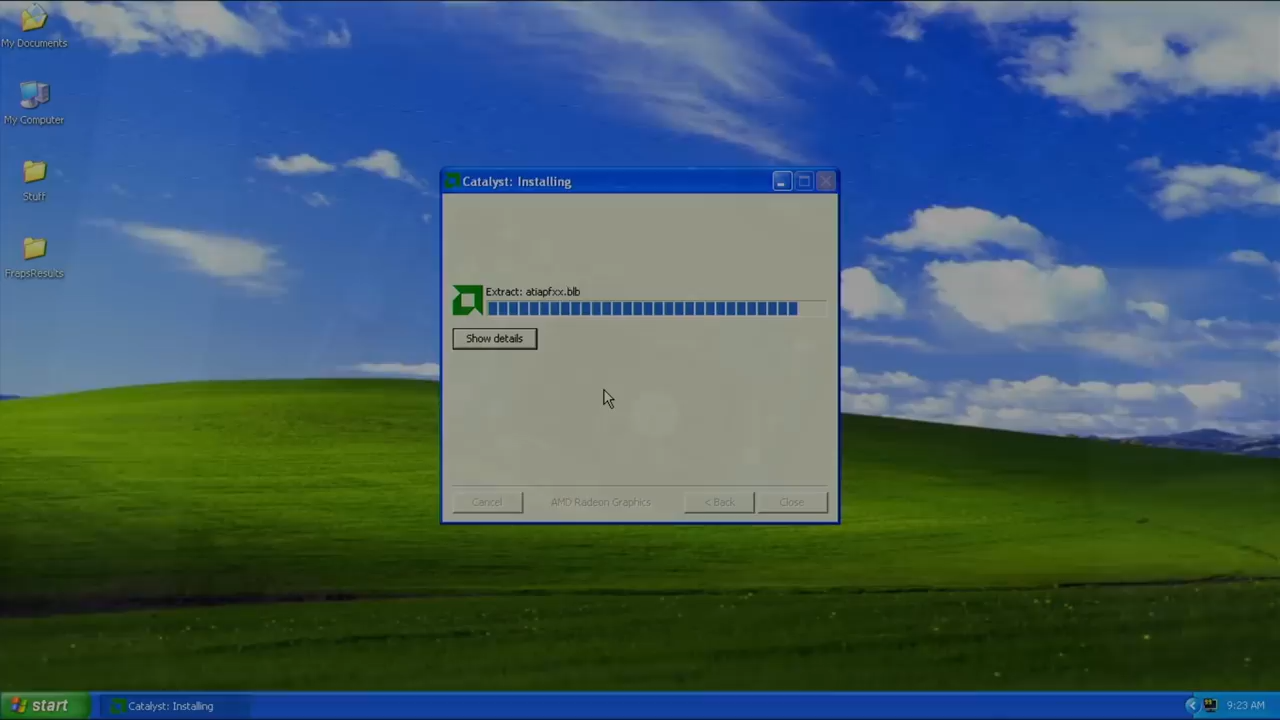 My Documents
My Computer
Stuff
FrapsResults
Catalyst: Installing
Extract: atiapfxx.blb
Show details
Cancel
AMD Radeon Graphics
< Back
Close
start
Catalyst: Installing
9:23 AM